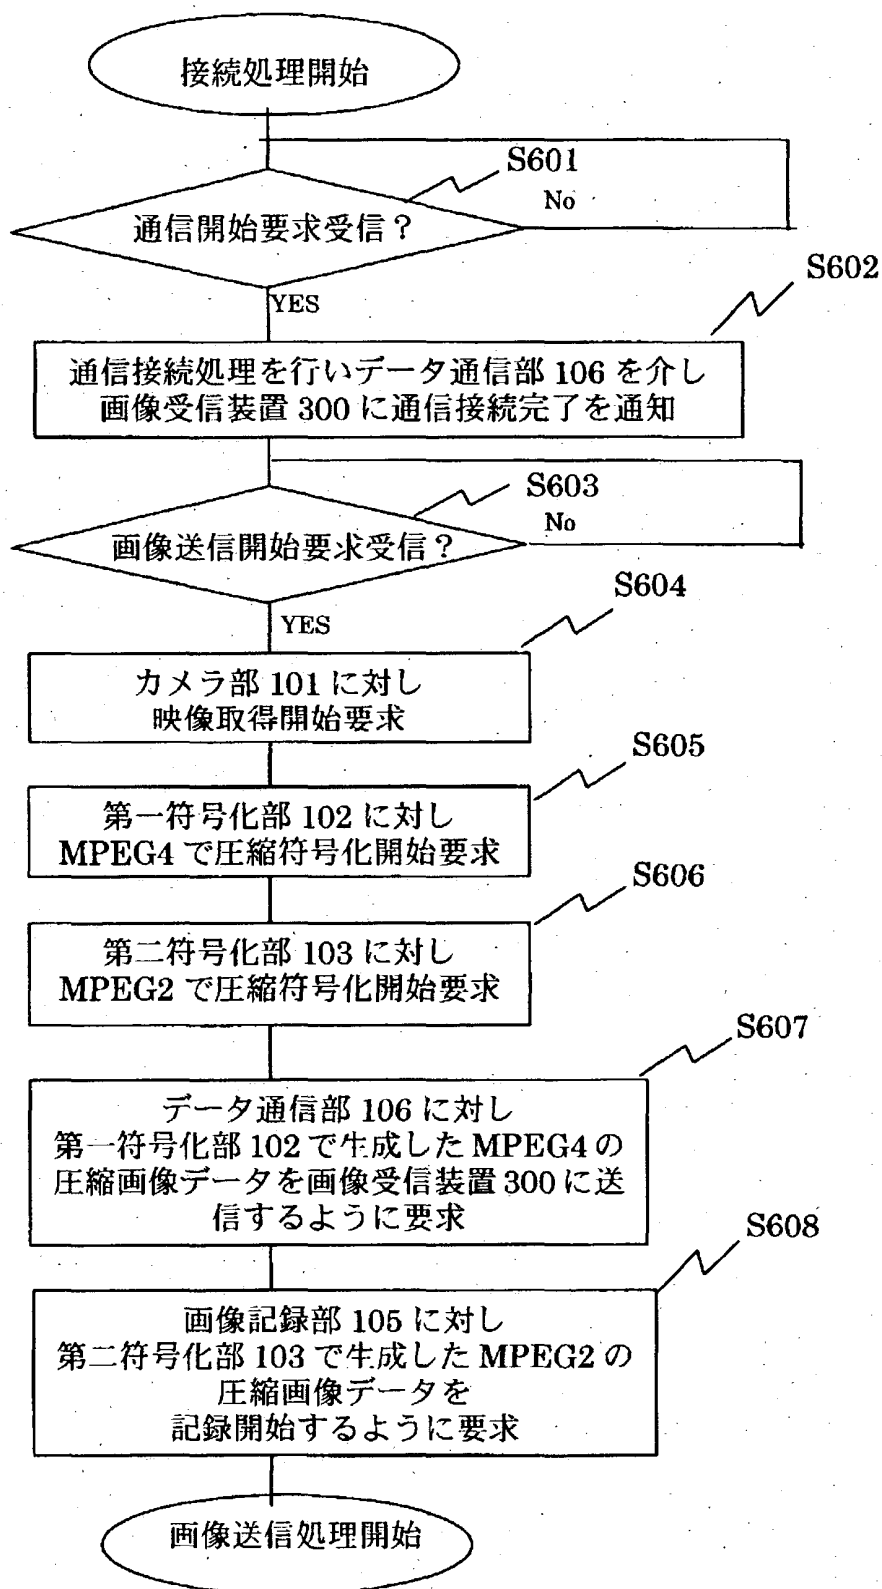 接続処理開始
S601
No
通信開始要求受信？
YES
S602
通信接続処理を行いデータ通信部 106 を介し
画像受信装置 300 に通信接続完了を通知
S603
No
画像送信開始要求受信？
YES
S604
カメラ部 101 に対し
映像取得開始要求
S605
第一符号化部 102 に対し
MPEG4 で圧縮符号化開始要求
S606
第二符号化部 103 に対し
MPEG2 で圧縮符号化開始要求
S607
データ通信部 106 に対し
第一符号化部 102 で生成した MPEG4 の
圧縮画像データを画像受信装置 300 に送
信するように要求
S608
画像記録部 105 に対し
第二符号化部 103 で生成した MPEG2 の
圧縮画像データを
記録開始するように要求
画像送信処理開始